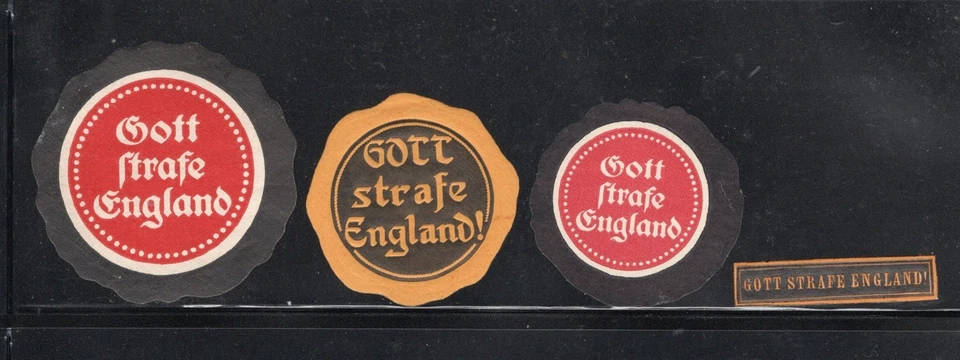 Gott
ſtrafe
England
GOTT
strafe
England!
Gott
ſtrafe
England
GOTT STRAFE ENGLAND!